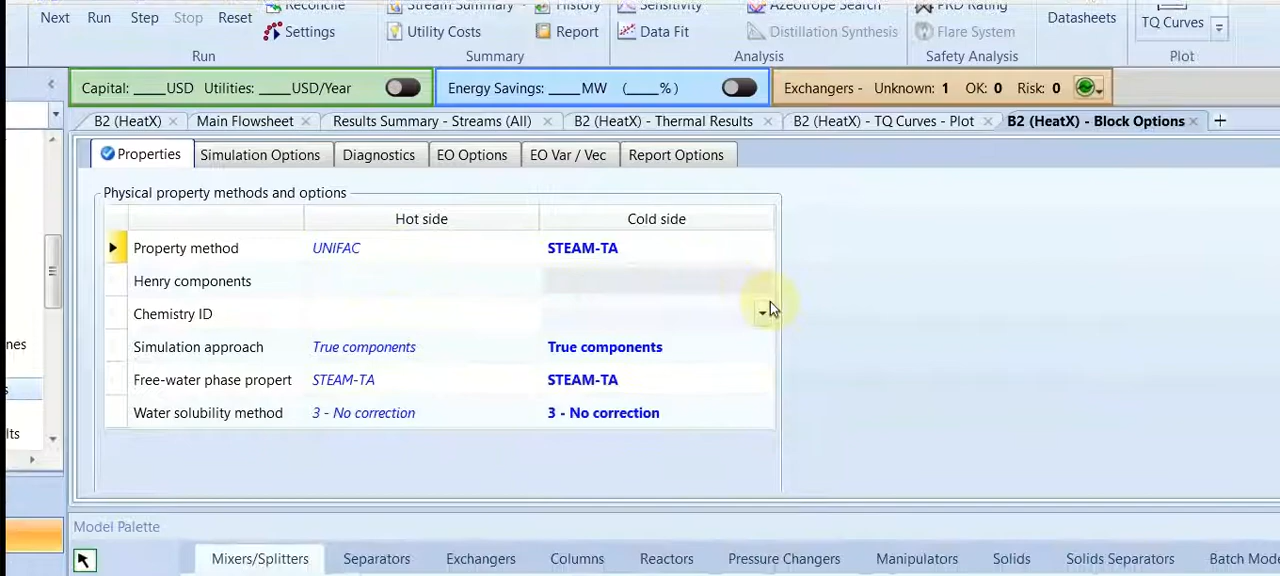 Reconcile Stream Summary History Sensitivity Azeotrope Search PRD Rating
Next Run Step Stop Reset Datasheets TQ Curves
Settings Utility Costs Report Data Fit Distillation Synthesis Flare System
Run Summary Analysis Safety Analysis Plot
Capital: _____USD Utilities: _____USD/Year Energy Savings: ____MW (____%) Exchangers - Unknown: 1 OK: 0 Risk: 0
B2 (HeatX) Main Flowsheet Results Summary - Streams (All) B2 (HeatX) - Thermal Results B2 (HeatX) - TQ Curves - Plot B2 (HeatX) - Block Options
Properties Simulation Options Diagnostics EO Options EO Var / Vec Report Options
Physical property methods and options
Hot side Cold side
Property method UNIFAC STEAM-TA
Henry components
Chemistry ID
Simulation approach True components True components
Free-water phase propert STEAM-TA STEAM-TA
Water solubility method 3 - No correction 3 - No correction
nes
s
lts
Model Palette
Mixers/Splitters Separators Exchangers Columns Reactors Pressure Changers Manipulators Solids Solids Separators Batch Mode